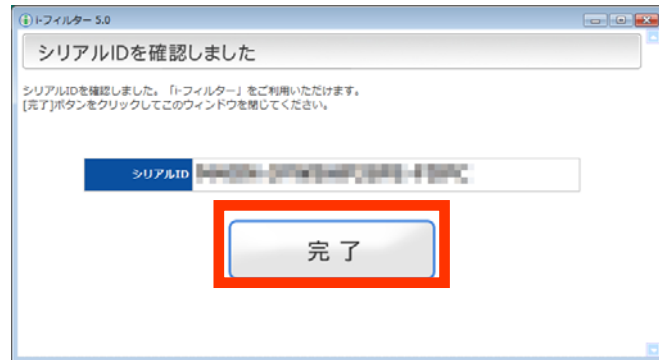 i-フィルター 5.0
シリアルIDを確認しました
シリアルIDを確認しました。「i-フィルター」をご利用いただけます。
[完了]ボタンをクリックしてこのウィンドウを閉じてください。
シリアルID
完了